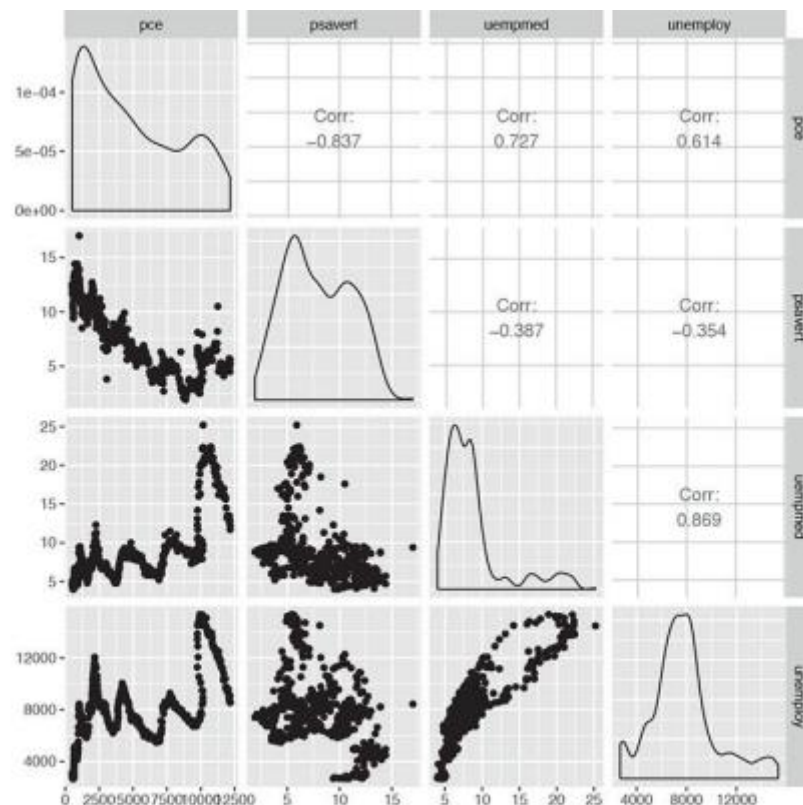 pce psavert uempmed unemploy
1e-04
5e-05
0e+00
Corr:
-0.837
Corr:
0.727
Corr:
0.614
pce
15
10
5
Corr:
-0.387
Corr:
-0.354
psavert
25
20
15
10
5
Corr:
0.869
uempmed
12000
8000
4000
unemploy
0 2500 5000 7500 10000 12500 5 10 15 5 10 15 20 25 4000 8000 12000